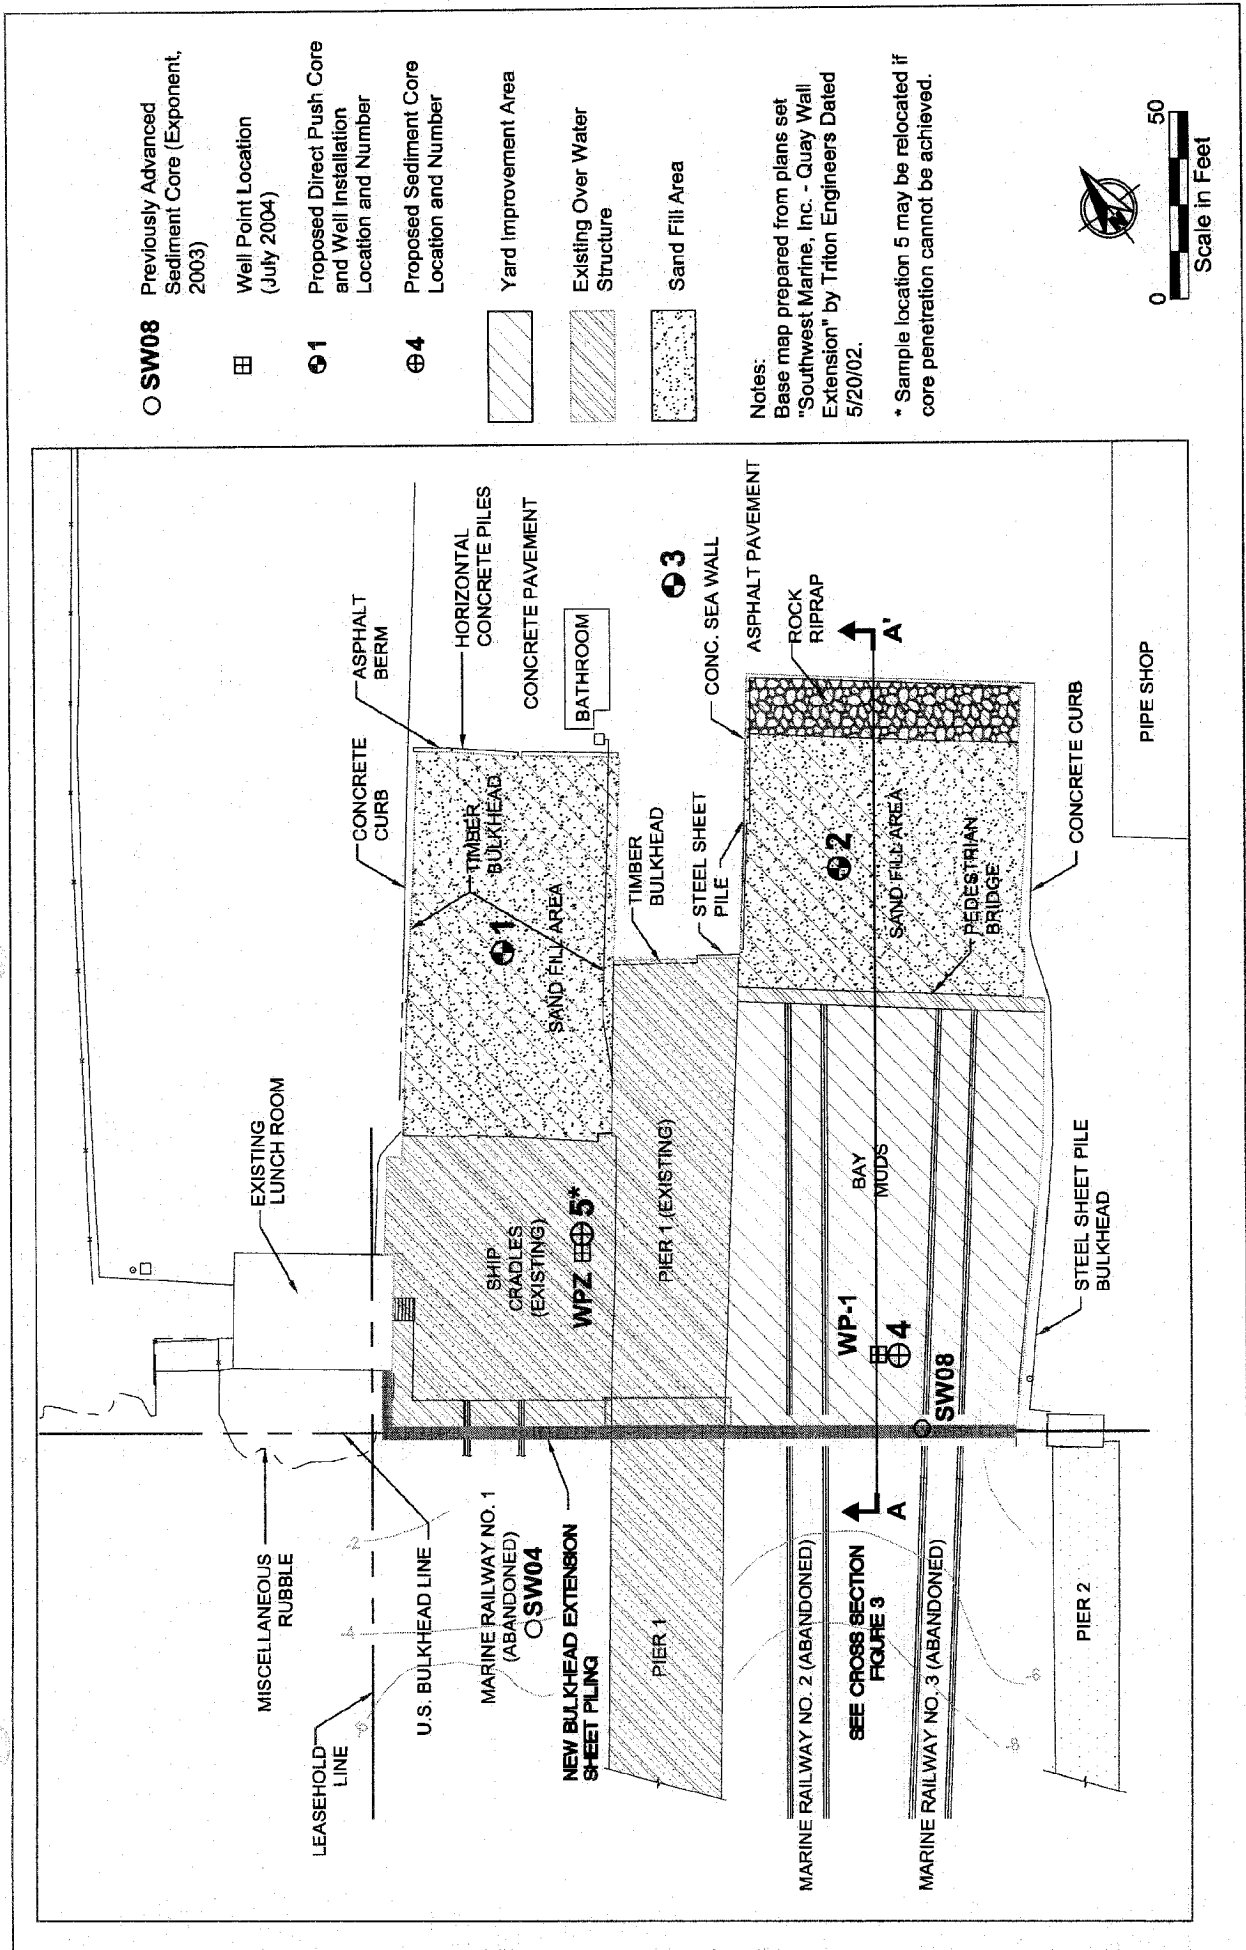 SW08
Previously Advanced
Sediment Core (Exponent,
2003)
Well Point Location
(July 2004)
1
Proposed Direct Push Core
and Well Installation
Location and Number
4
Proposed Sediment Core
Location and Number
Yard Improvement Area
Existing Over Water
Structure
Sand Fill Area
Notes:
Base map prepared from plans set
"Southwest Marine, Inc. - Quay Wall
Extension" by Triton Engineers Dated
5/20/02.
* Sample location 5 may be relocated if
core penetration cannot be achieved.
0
50
Scale in Feet
MISCELLANEOUS
RUBBLE
EXISTING
LUNCH ROOM
LEASEHOLD
LINE
U.S. BULKHEAD LINE
CONCRETE
CURB
ASPHALT
BERM
HORIZONTAL
CONCRETE PILES
CONCRETE PAVEMENT
BATHROOM
TIMBER
BULKHEAD
1
SAND FILL AREA
SHIP
CRADLES
(EXISTING)
WPZ
5*
MARINE RAILWAY NO. 1
(ABANDONED)
SW04
NEW BULKHEAD EXTENSION
SHEET PILING
PIER 1
PIER 1 (EXISTING)
TIMBER
BULKHEAD
STEEL SHEET
PILE
CONC. SEA WALL
3
ASPHALT PAVEMENT
ROCK
RIPRAP
A'
2
SAND FILL AREA
PEDESTRIAN
BRIDGE
BAY
MUDS
WP-1
4
SW08
A
SEE CROSS SECTION
FIGURE 3
MARINE RAILWAY NO. 2 (ABANDONED)
MARINE RAILWAY NO. 3 (ABANDONED)
STEEL SHEET PILE
BULKHEAD
CONCRETE CURB
PIPE SHOP
PIER 2
-2
-4
-6
-8